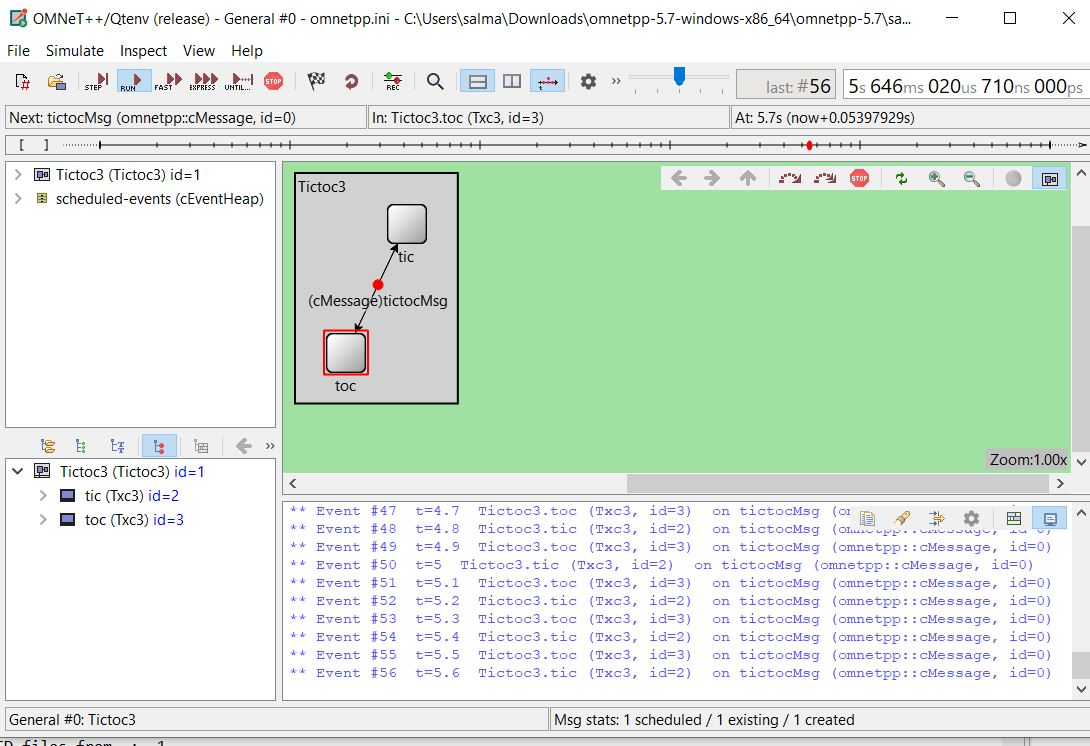 OMNeT++/Qtenv (release) - General #0 - omnetpp.ini - C:\Users\salma\Downloads\omnetpp-5.7-windows-x86_64\omnetpp-5.7\sa...
File Simulate Inspect View Help
STEP RUN FAST EXPRESS UNTIL... STOP REC » last: #56 5s 646ms 020us 710ns 000ps
Next: tictocMsg (omnetpp::cMessage, id=0) In: Tictoc3.toc (Txc3, id=3) At: 5.7s (now+0.05397929s)
[ ]
Tictoc3 (Tictoc3) id=1
scheduled-events (cEventHeap)
Tictoc3
STOP
tic
(cMessage)tictocMsg
toc
Zoom:1.00x
»
Tictoc3 (Tictoc3) id=1
tic (Txc3) id=2
toc (Txc3) id=3
** Event #47 t=4.7 Tictoc3.toc (Txc3, id=3) on tictocMsg
** Event #48 t=4.8 Tictoc3.tic (Txc3, id=2) on tictocMsg (omnetpp::cMessage, id=0)
** Event #49 t=4.9 Tictoc3.toc (Txc3, id=3) on tictocMsg (omnetpp::cMessage, id=0)
** Event #50 t=5 Tictoc3.tic (Txc3, id=2) on tictocMsg (omnetpp::cMessage, id=0)
** Event #51 t=5.1 Tictoc3.toc (Txc3, id=3) on tictocMsg (omnetpp::cMessage, id=0)
** Event #52 t=5.2 Tictoc3.tic (Txc3, id=2) on tictocMsg (omnetpp::cMessage, id=0)
** Event #53 t=5.3 Tictoc3.toc (Txc3, id=3) on tictocMsg (omnetpp::cMessage, id=0)
** Event #54 t=5.4 Tictoc3.tic (Txc3, id=2) on tictocMsg (omnetpp::cMessage, id=0)
** Event #55 t=5.5 Tictoc3.toc (Txc3, id=3) on tictocMsg (omnetpp::cMessage, id=0)
** Event #56 t=5.6 Tictoc3.tic (Txc3, id=2) on tictocMsg (omnetpp::cMessage, id=0)
General #0: Tictoc3 Msg stats: 1 scheduled / 1 existing / 1 created